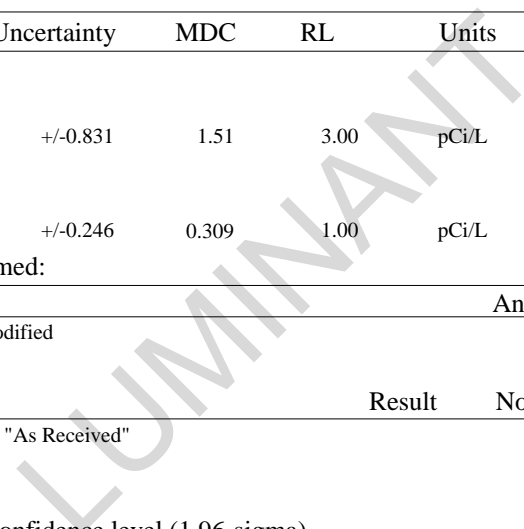 Uncertainty MDC RL Units
+/-0.831 1.51 3.00 pCi/L
+/-0.246 0.309 1.00 pCi/L
med:
An
odified
Result No
"As Received"
onfidence level (1.96-sigma)
LUMINANT